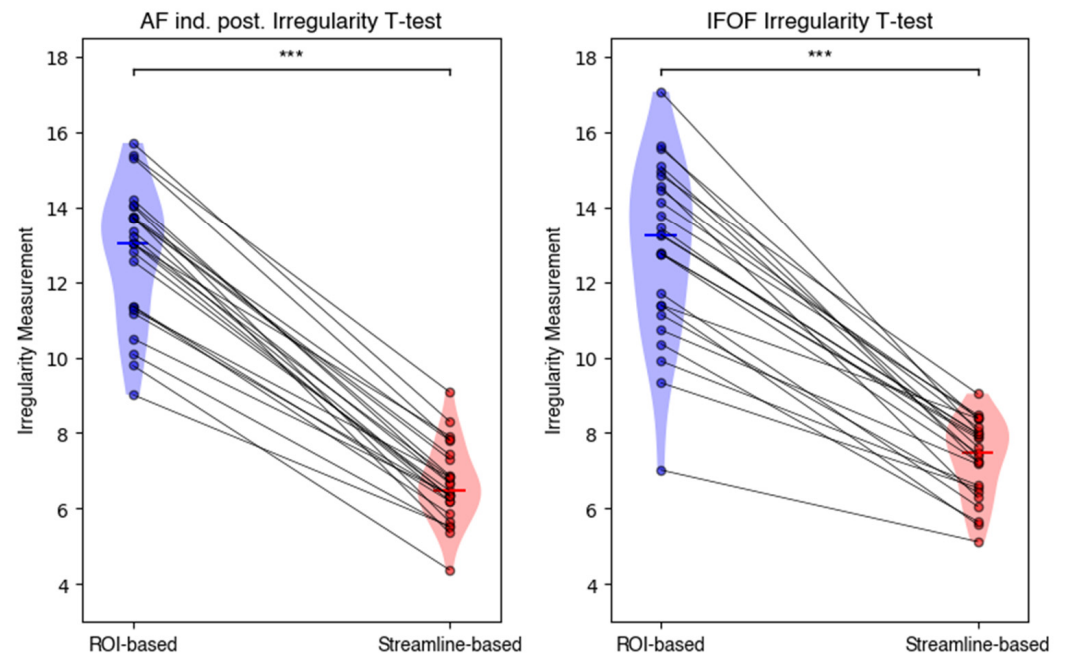 AF ind. post. Irregularity T-test
IFOF Irregularity T-test
***
18
16
14
12
10
8
6
4
Irregularity Measurement
ROI-based
Streamline-based
***
18
16
14
12
10
8
6
4
Irregularity Measurement
ROI-based
Streamline-based